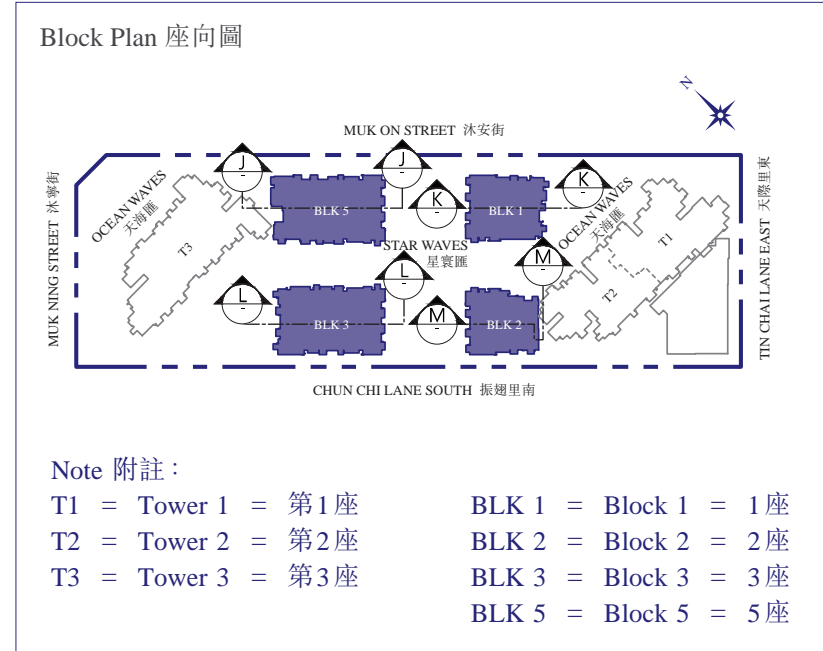 Block Plan 座向圖
N
MUK ON STREET 沐安街
MUK NING STREET 沐寧街
TIN CHAI LANE EAST 天際里東
OCEAN WAVES
天海匯
T3
J
-
J
-
BLK 5
K
-
BLK 1
K
-
STAR WAVES
星寰匯
OCEAN WAVES
天海匯
T1
T2
L
-
BLK 3
L
-
M
-
BLK 2
M
-
CHUN CHI LANE SOUTH 振翅里南
Note 附註：
T1 = Tower 1 = 第1座
T2 = Tower 2 = 第2座
T3 = Tower 3 = 第3座
BLK 1 = Block 1 = 1座
BLK 2 = Block 2 = 2座
BLK 3 = Block 3 = 3座
BLK 5 = Block 5 = 5座